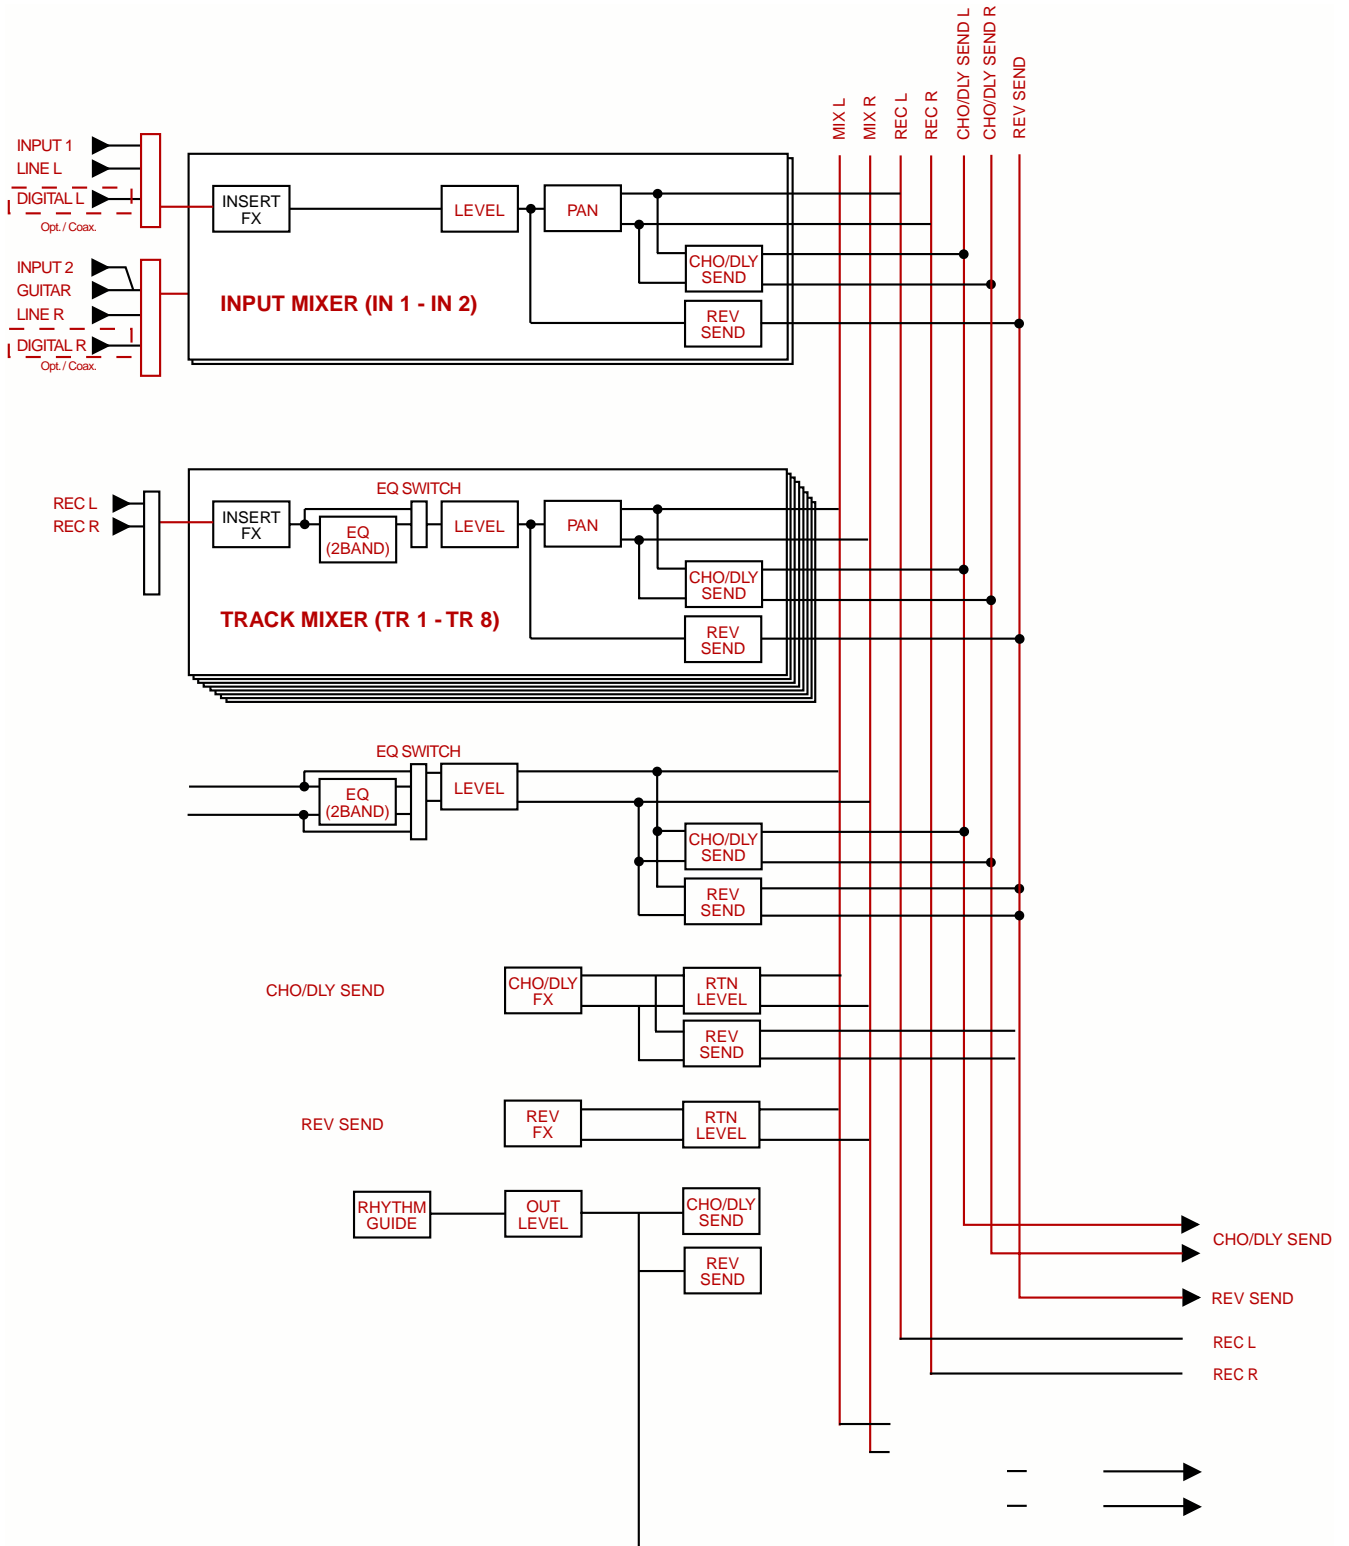 MIX L
MIX R
REC L
REC R
CHO/DLY SEND L
CHO/DLY SEND R
REV SEND
INPUT 1
LINE L
DIGITAL L
Opt. / Coax.
INPUT 2
GUITAR
LINE R
DIGITAL R
Opt. / Coax.
INSERT
FX
LEVEL
PAN
CHO/DLY
SEND
REV
SEND
INPUT MIXER (IN 1 - IN 2)
REC L
REC R
INSERT
FX
EQ SWITCH
EQ
(2BAND)
LEVEL
PAN
CHO/DLY
SEND
REV
SEND
TRACK MIXER (TR 1 - TR 8)
EQ SWITCH
EQ
(2BAND)
LEVEL
CHO/DLY
SEND
REV
SEND
CHO/DLY SEND
CHO/DLY
FX
RTN
LEVEL
REV
SEND
REV SEND
REV
FX
RTN
LEVEL
RHYTHM
GUIDE
OUT
LEVEL
CHO/DLY
SEND
REV
SEND
CHO/DLY SEND
REV SEND
REC L
REC R